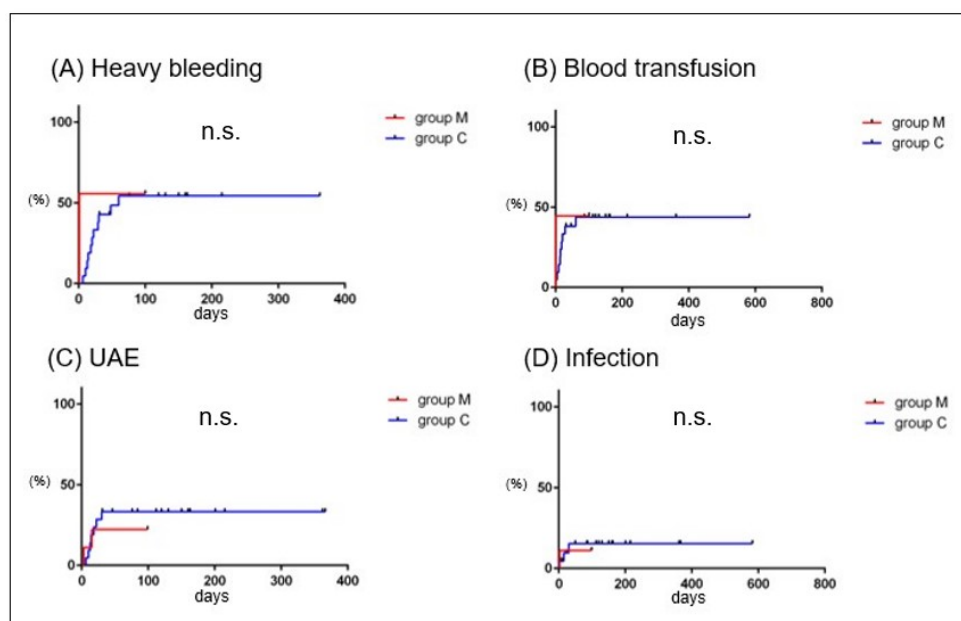 (A) Heavy bleeding
group M
group C
n.s.
100
50
0
(%)
0 100 200 300 400
days
(B) Blood transfusion
group M
group C
n.s.
100
50
0
(%)
0 200 400 600 800
days
(C) UAE
group M
group C
n.s.
100
50
0
(%)
0 100 200 300 400
days
(D) Infection
group M
group C
n.s.
100
50
0
(%)
0 200 400 600 800
days